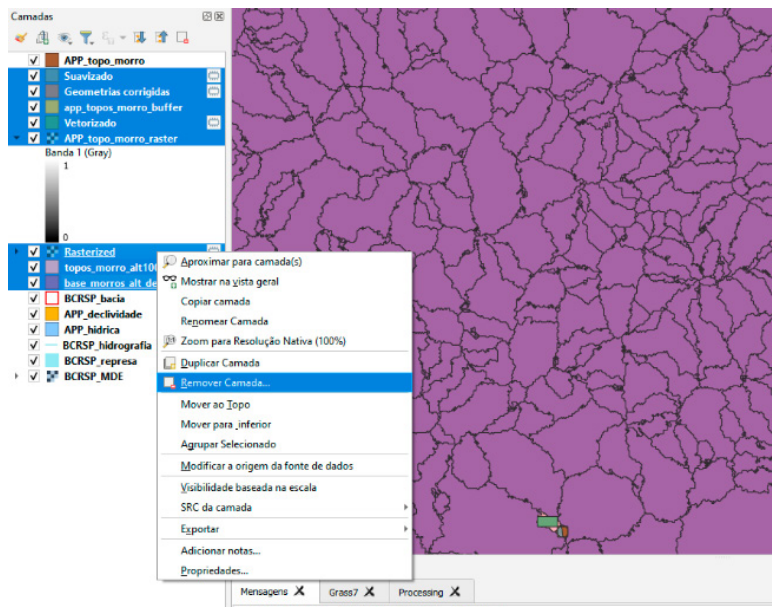 Camadas
APP_topo_morro
Suavizado
Geometrias corrigidas
app_topos_morro_buffer
Vetorizado
APP_topo_morro_raster
Banda 1 (Gray)
1
0
Rasterized
topos_morro_alt100
base_morros_alt_de
BCRSP_bacia
APP_declividade
APP_hidrica
BCRSP_hidrografia
BCRSP_represa
BCRSP_MDE
Aproximar para camada(s)
Mostrar na vista geral
Copiar camada
Renomear Camada
Zoom para Resolução Nativa (100%)
Duplicar Camada
Remover Camada...
Mover ao Topo
Mover para _inferior
Agrupar Selecionado
Modificar a origem da fonte de dados
Visibilidade baseada na escala
SRC da camada
Exportar
Adicionar notas...
Propriedades...
Mensagens X
Grass7 X
Processing X